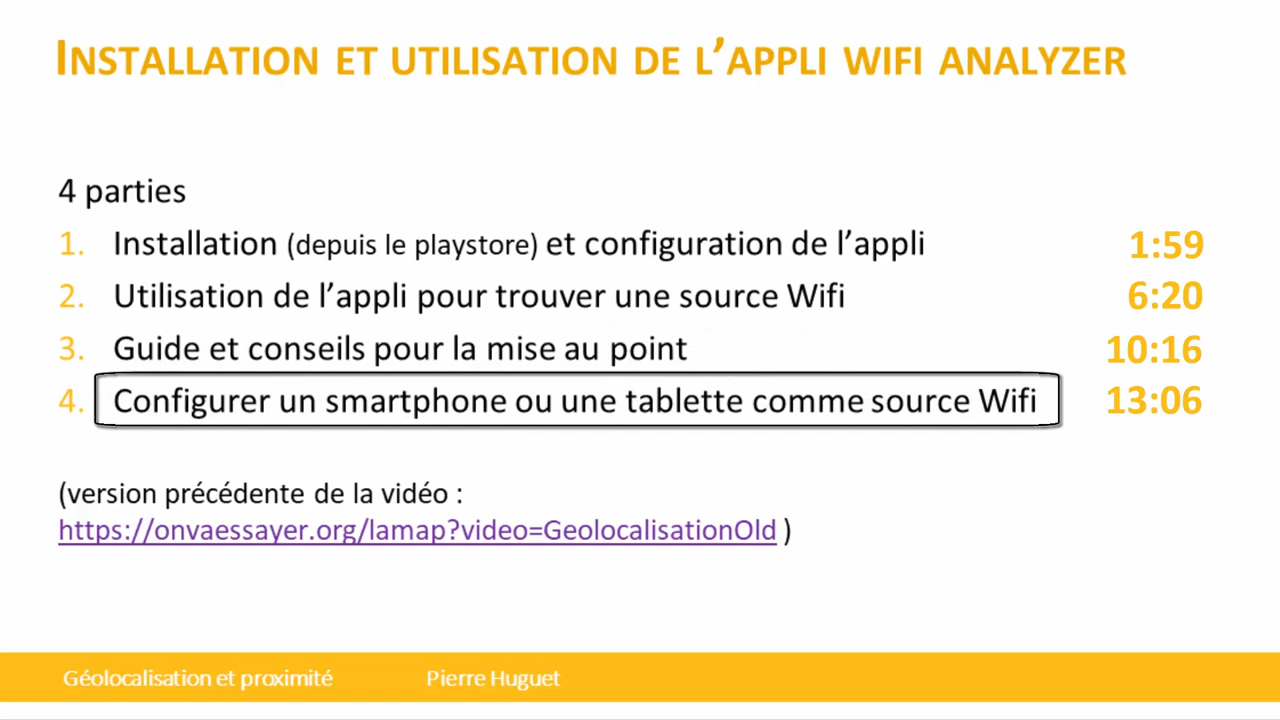 INSTALLATION ET UTILISATION DE L’APPLI WIFI ANALYZER
4 parties
1. Installation (depuis le playstore) et configuration de l’appli 1:59
2. Utilisation de l’appli pour trouver une source Wifi 6:20
3. Guide et conseils pour la mise au point 10:16
4. Configurer un smartphone ou une tablette comme source Wifi 13:06
(version précédente de la vidéo :
https://onvaessayer.org/lamap?video=GeolocalisationOld )
Géolocalisation et proximité Pierre Huguet